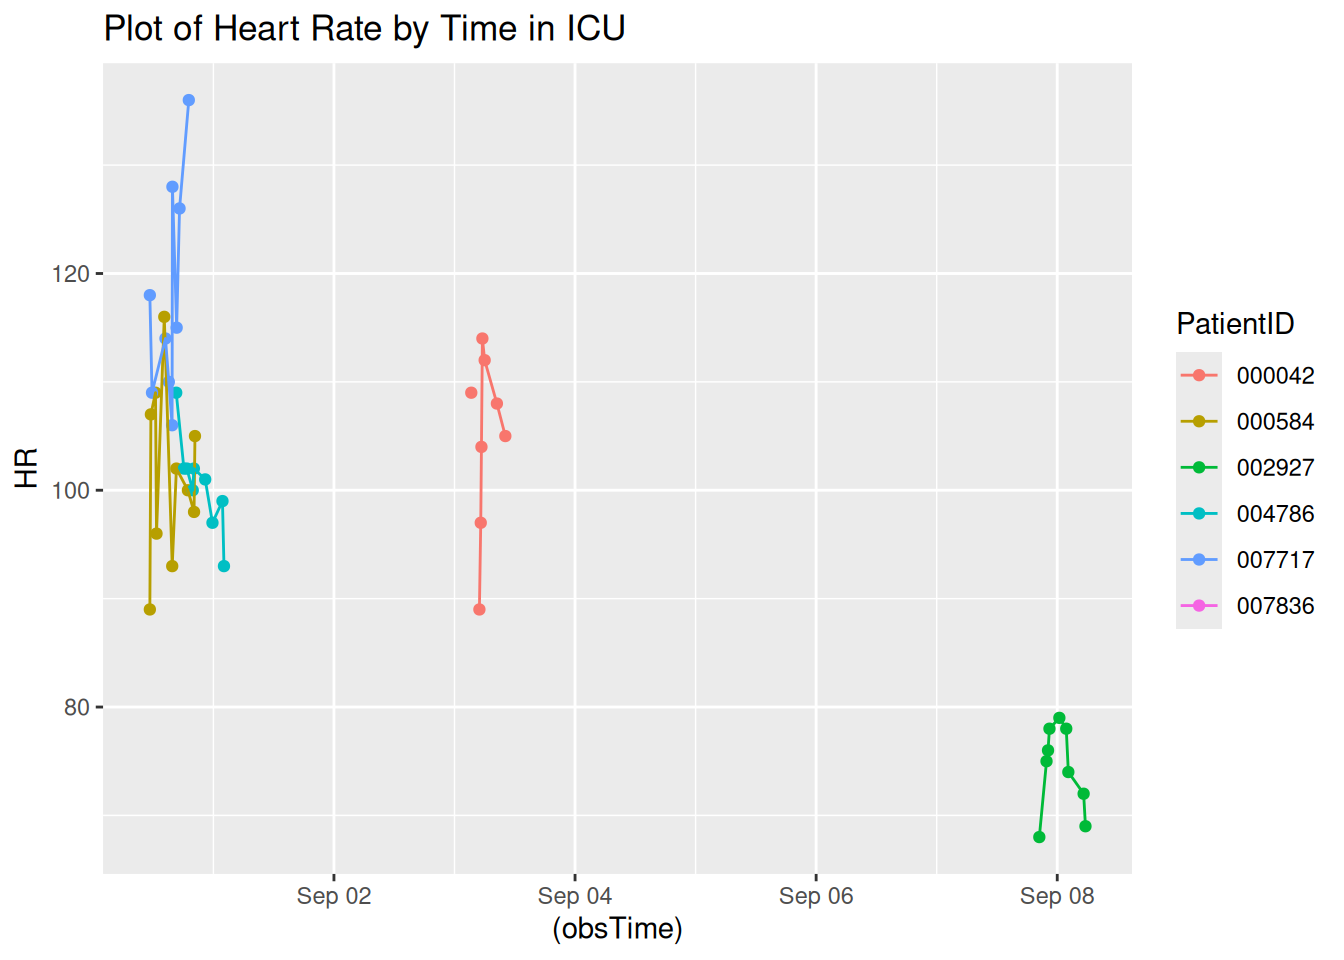 Plot of Heart Rate by Time in ICU
HR
120
100
80
Sep 02
Sep 04
Sep 06
Sep 08
(obsTime)
PatientID
000042
000584
002927
004786
007717
007836